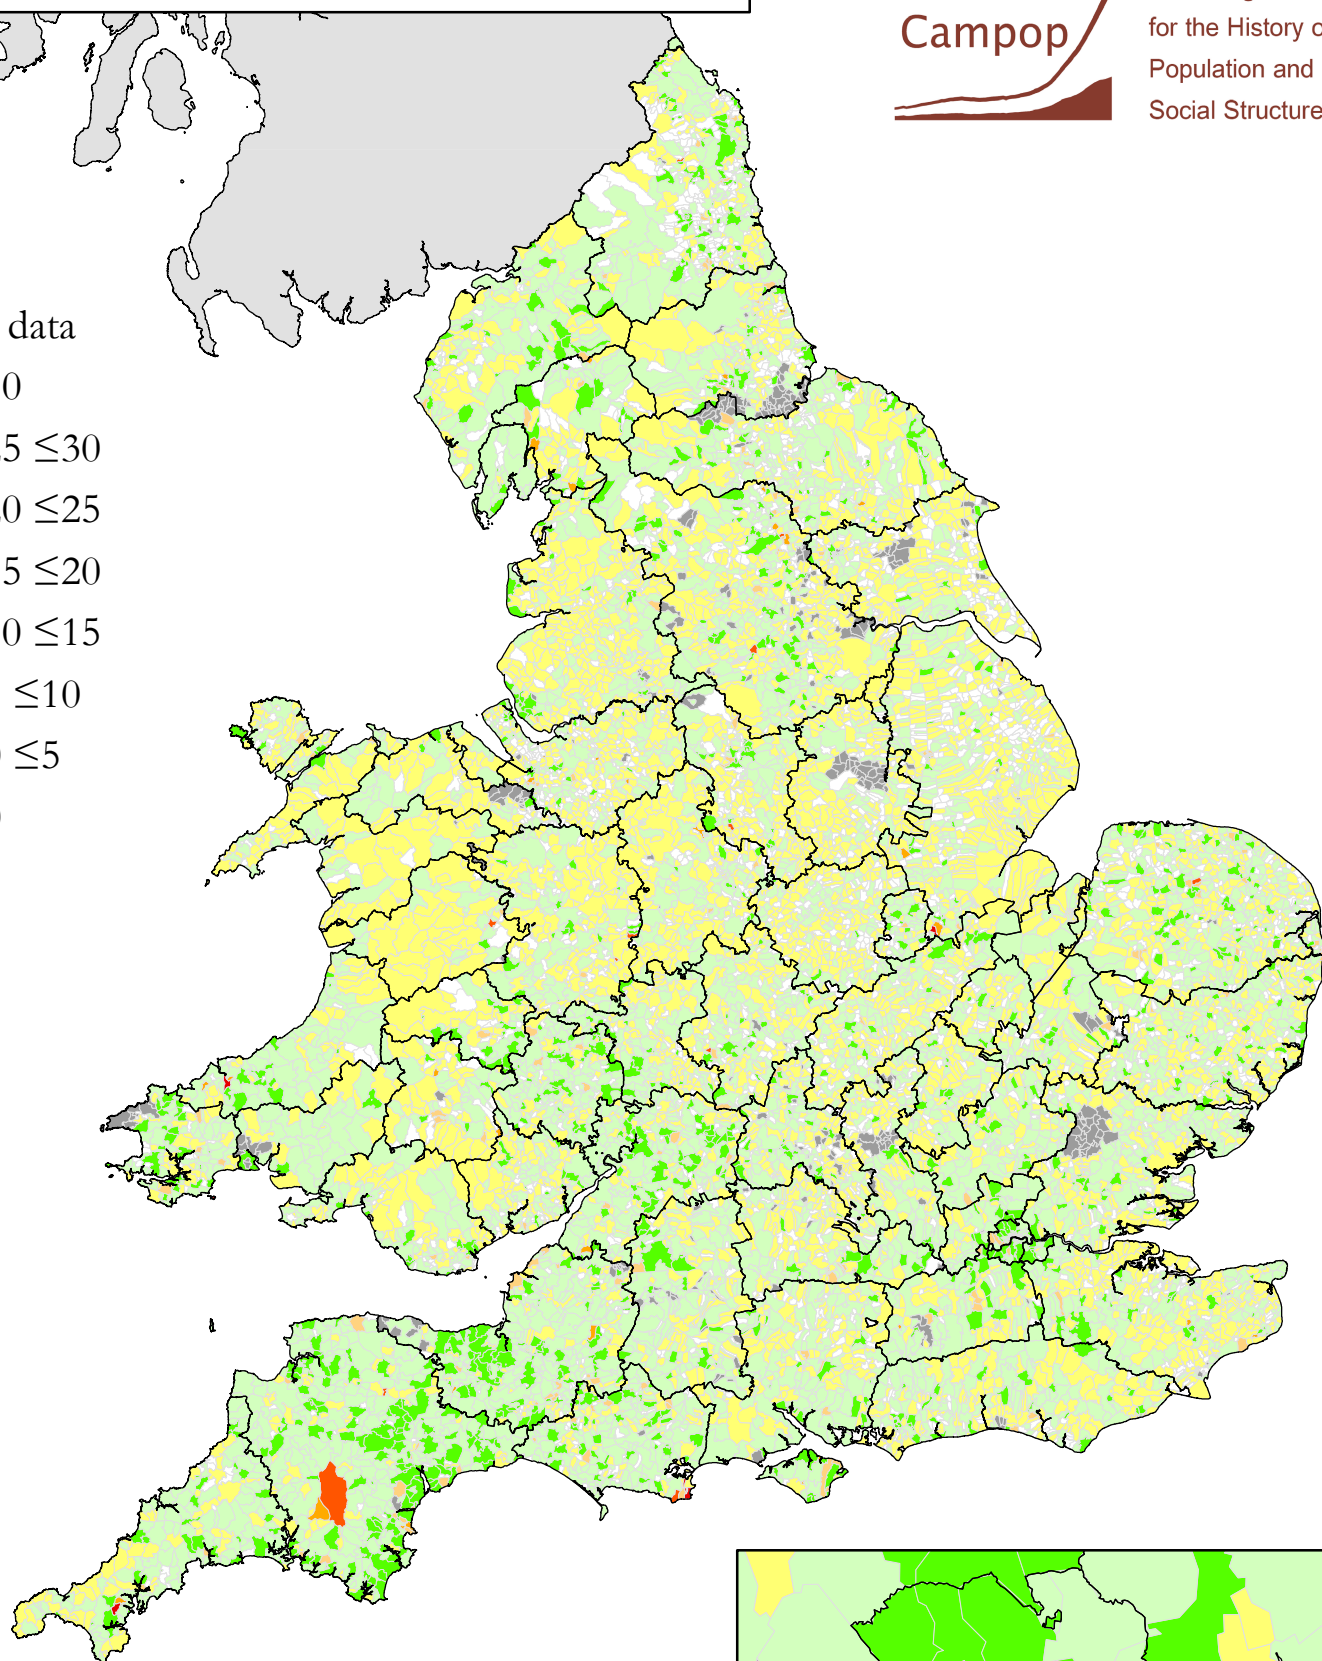 Campop
for the History o
Population and
Social Structure
data
0
5 ≤30
0 ≤25
5 ≤20
0 ≤15
≤10
≤5